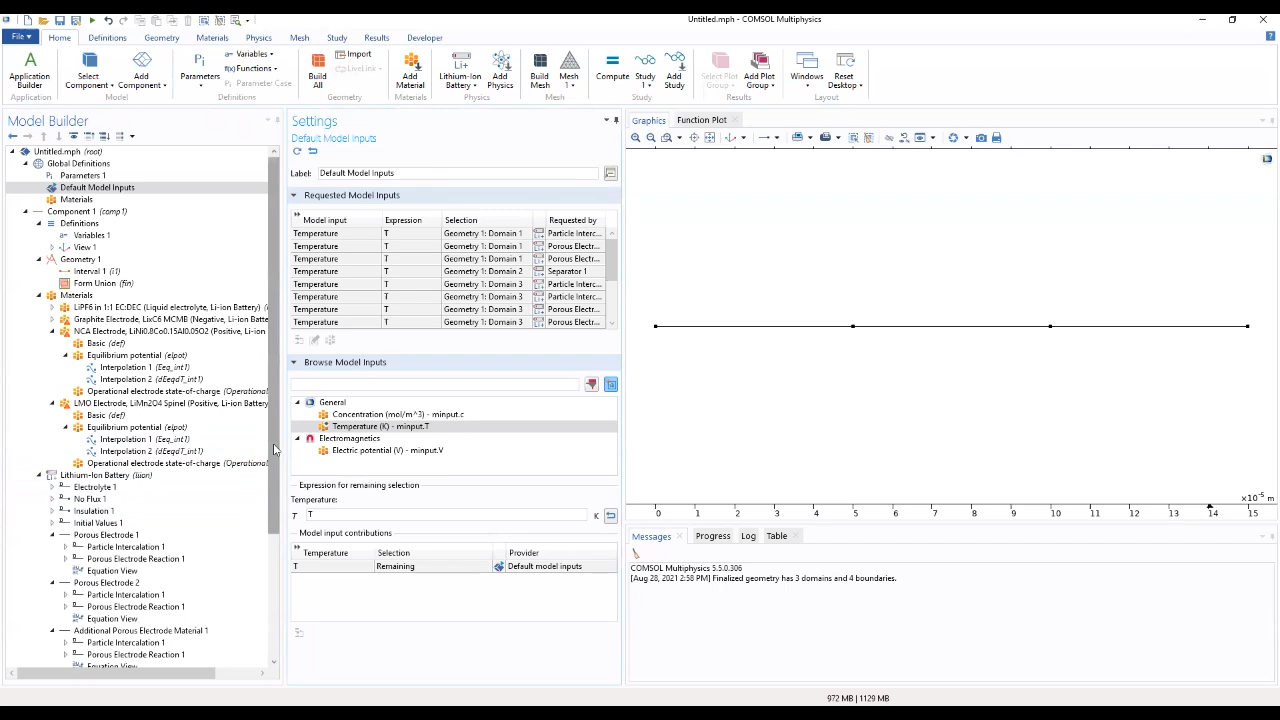 Untitled.mph - COMSOL Multiphysics
File Home Definitions Geometry Materials Physics Mesh Study Results Developer
Application Builder
Application
Select Component
Add Component
Model
Parameters
a= Variables
Functions
Parameter Case
Definitions
Build All
Import
LiveLink
Geometry
Add Material
Materials
Lithium-Ion Battery
Add Physics
Physics
Build Mesh
Mesh 1
Mesh
Compute
Study 1
Add Study
Study
Select Plot Group
Add Plot Group
Results
Windows
Reset Desktop
Layout
Model Builder
Untitled.mph (root)
Global Definitions
Parameters 1
Default Model Inputs
Materials
Component 1 (comp1)
Definitions
Variables 1
View 1
Geometry 1
Interval 1 (i1)
Form Union (fin)
Materials
LiPF6 in 1:1 EC:DEC (Liquid electrolyte, Li-ion Battery)
Graphite Electrode, LixC6 MCMB (Negative, Li-ion Batte
NCA Electrode, LiNi0.8Co0.15Al0.05O2 (Positive, Li-ion
Basic (def)
Equilibrium potential (elpot)
Interpolation 1 (Eeq_int1)
Interpolation 2 (dEeqdT_int1)
Operational electrode state-of-charge (Operational
LMO Electrode, LiMn2O4 Spinel (Positive, Li-ion Battery
Basic (def)
Equilibrium potential (elpot)
Interpolation 1 (Eeq_int1)
Interpolation 2 (dEeqdT_int1)
Operational electrode state-of-charge (Operational
Lithium-Ion Battery (liion)
Electrolyte 1
No Flux 1
Insulation 1
Initial Values 1
Porous Electrode 1
Particle Intercalation 1
Porous Electrode Reaction 1
Equation View
Porous Electrode 2
Particle Intercalation 1
Porous Electrode Reaction 1
Equation View
Additional Porous Electrode Material 1
Particle Intercalation 1
Porous Electrode Reaction 1
Equation View
Settings
Default Model Inputs
Label: Default Model Inputs
Requested Model Inputs
Model input Expression Selection Requested by
Temperature T Geometry 1: Domain 1 Particle Interc...
Temperature T Geometry 1: Domain 1 Porous Electr...
Temperature T Geometry 1: Domain 1 Porous Electr...
Temperature T Geometry 1: Domain 2 Separator 1
Temperature T Geometry 1: Domain 3 Particle Interc...
Temperature T Geometry 1: Domain 3 Particle Interc...
Temperature T Geometry 1: Domain 3 Porous Electr...
Temperature T Geometry 1: Domain 3 Porous Electr...
Browse Model Inputs
General
Concentration (mol/m^3) - minput.c
Temperature (K) - minput.T
Electromagnetics
Electric potential (V) - minput.V
Expression for remaining selection
Temperature:
T T K
Model input contributions
Temperature Selection Provider
T Remaining Default model inputs
Graphics Function Plot
×10⁻⁵ m
0 1 2 3 4 5 6 7 8 9 10 11 12 13 14 15
Messages Progress Log Table
COMSOL Multiphysics 5.5.0.306
[Aug 28, 2021 2:58 PM] Finalized geometry has 3 domains and 4 boundaries.
972 MB | 1129 MB